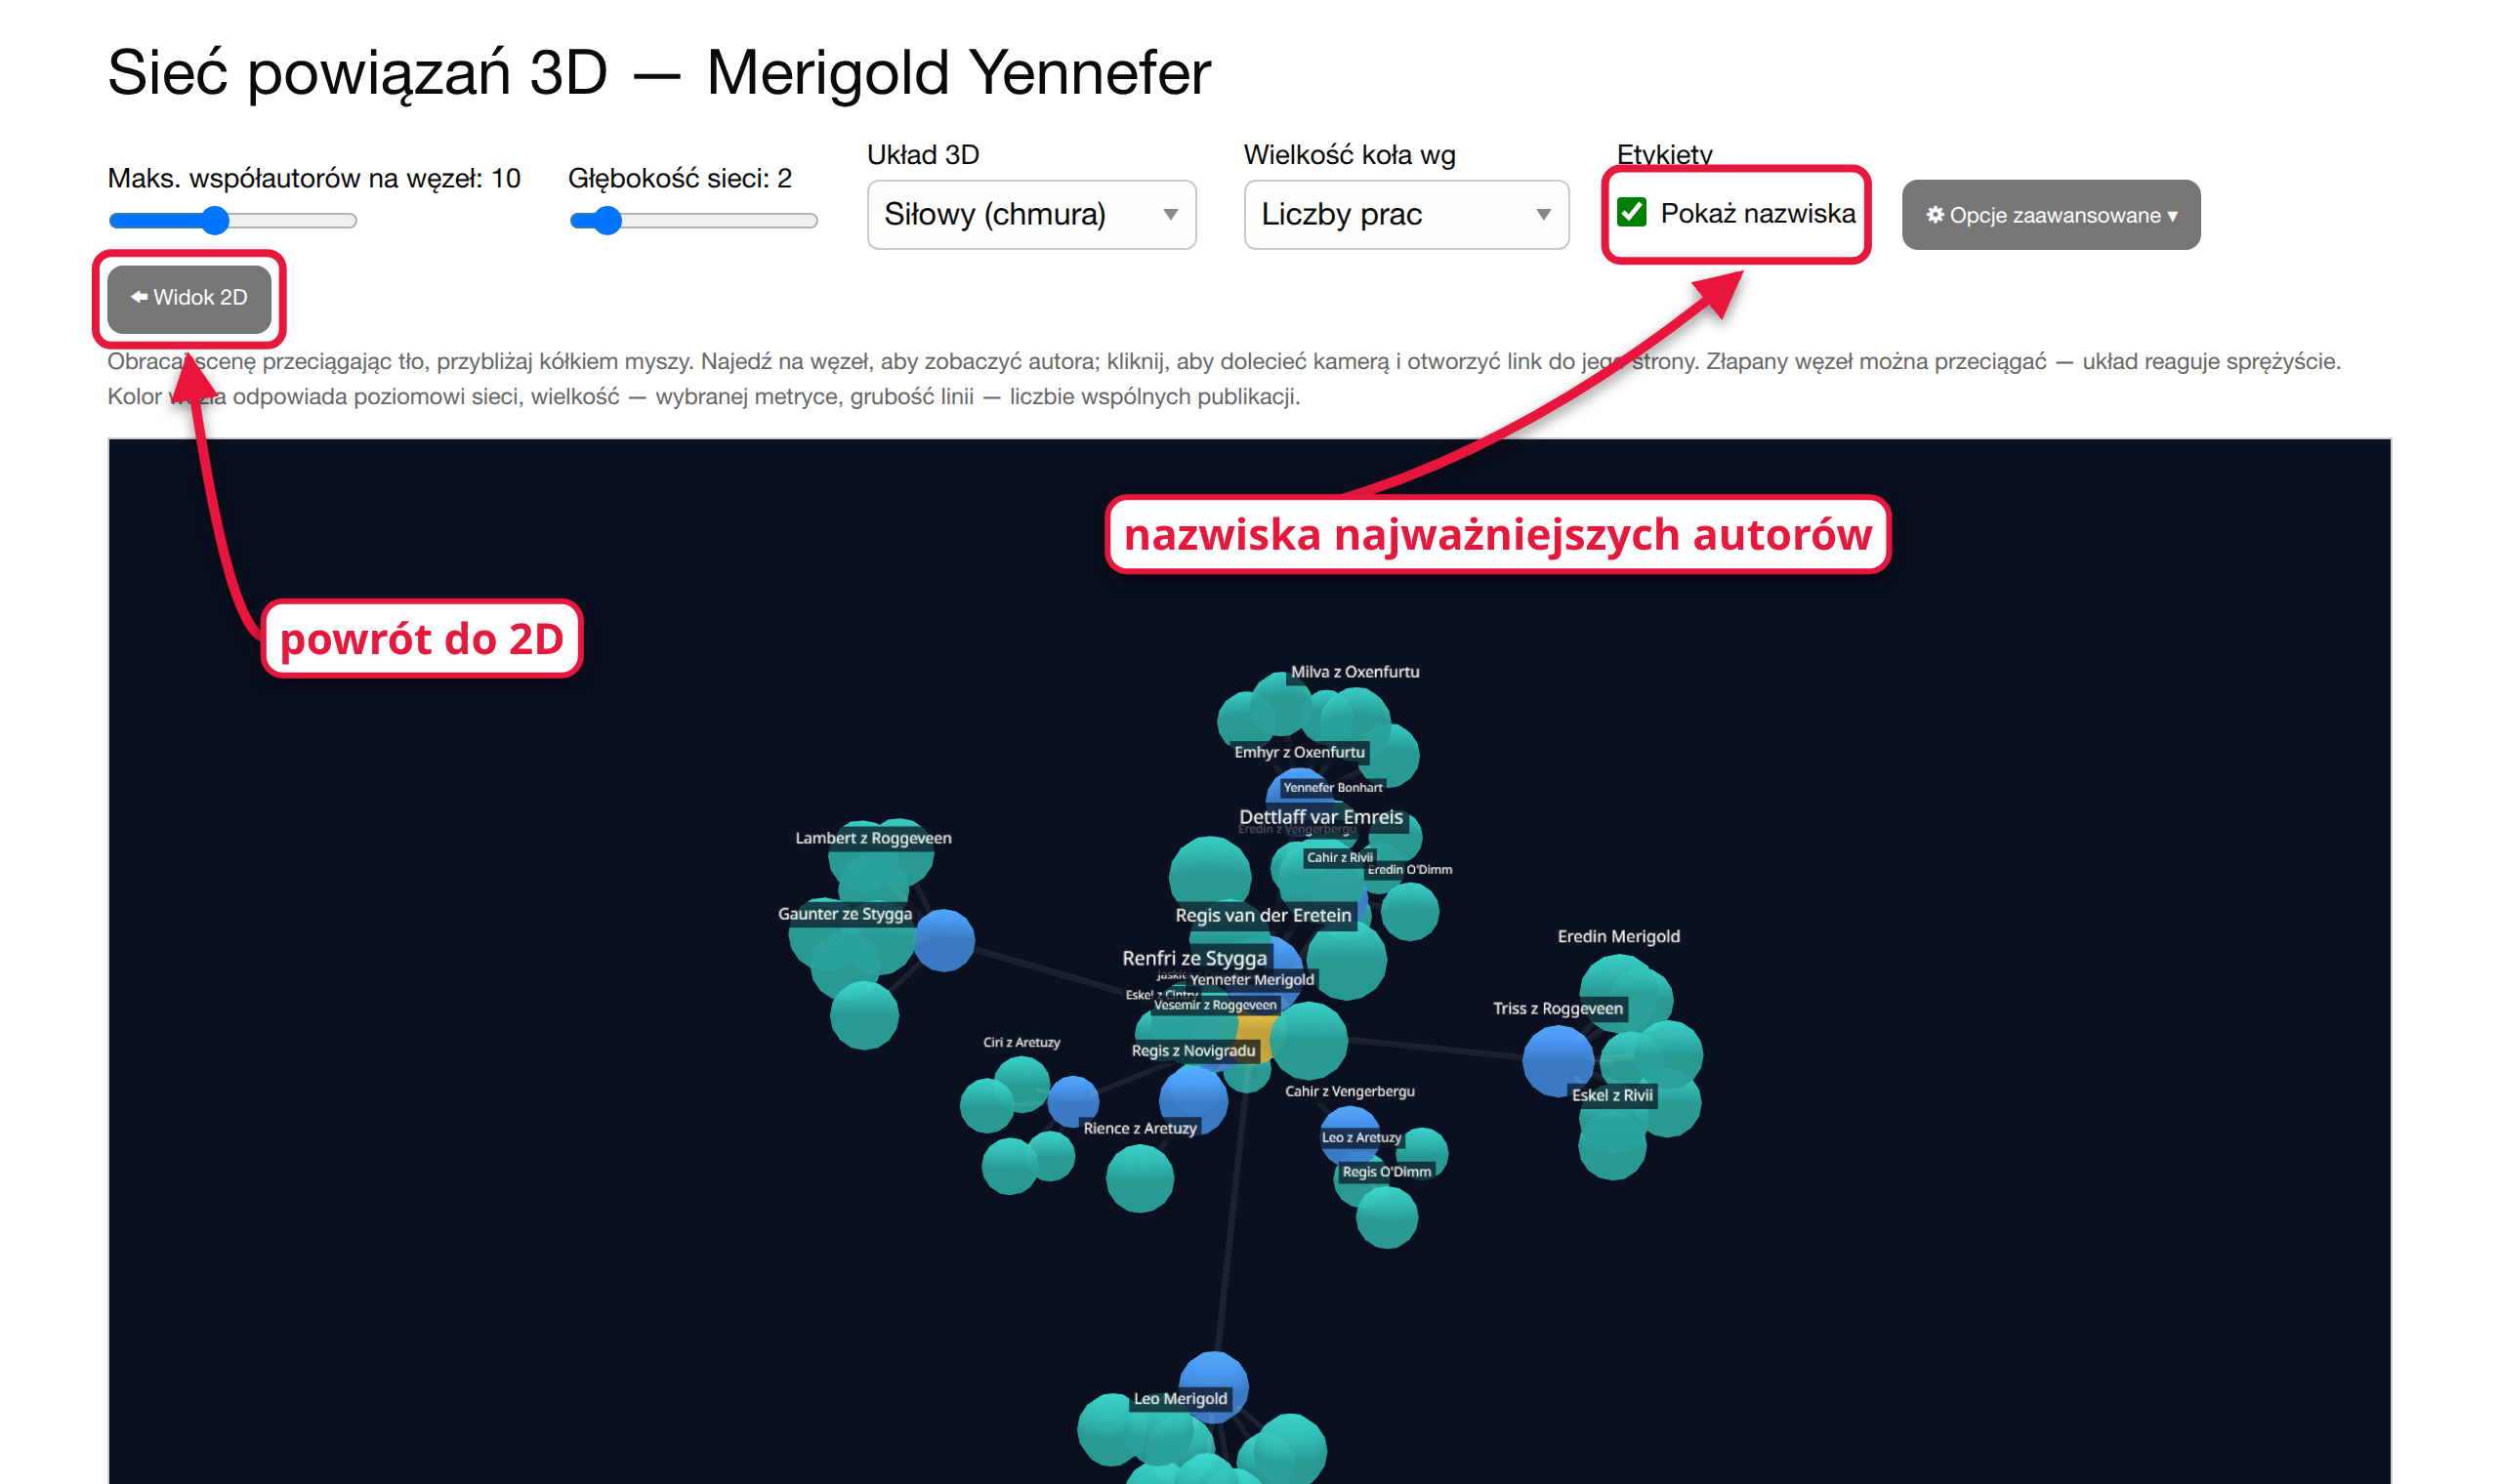 Sieć powiązań 3D — Merigold Yennefer
Maks. współautorów na węzeł: 10
Głębokość sieci: 2
Układ 3D
Siłowy (chmura)
Wielkość koła wg
Liczby prac
Etykiety
Pokaż nazwiska
Opcje zaawansowane ▾
Widok 2D
Obracaj scenę przeciągając tło, przybliżaj kółkiem myszy. Najedź na węzeł, aby zobaczyć autora; kliknij, aby dolecieć kamerą i otworzyć link do jego strony. Złapany węzeł można przeciągać — układ reaguje sprężyście.
Kolor węzła odpowiada poziomowi sieci, wielkość — wybranej metryce, grubość linii — liczbie wspólnych publikacji.
nazwiska najważniejszych autorów
powrót do 2D
Milva z Oxenfurtu
Emhyr z Oxenfurtu
Yennefer Bonhart
Dettlaff var Emreis
Eredin z Vengerbergu
Lambert z Roggeveen
Cahir z Rivii
Eredin O'Dimm
Gaunter ze Stygga
Regis van der Eretein
Eredin Merigold
Renfri ze Stygga
Yennefer Merigold
Eskel z Cintry
Vesemir z Roggeveen
Triss z Roggeveen
Ciri z Aretuzy
Regis z Novigradu
Cahir z Vengerbergu
Eskel z Rivii
Rience z Aretuzy
Leo z Aretuzy
Regis O'Dimm
Leo Merigold